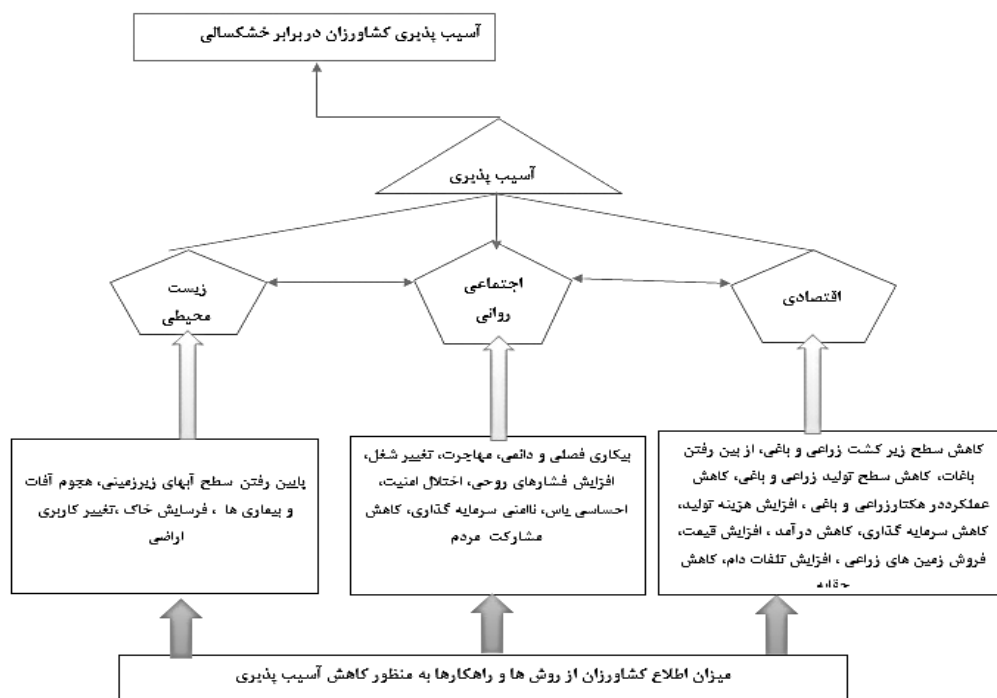 آسیب پذیری کشاورزان در برابر خشکسالی
آسیب پذیری
اقتصادی
اجتماعی
روانی
زیست
محیطی
کاهش سطح زیر کشت زراعی و باغی، از بین رفتن
باغات، کاهش سطح تولید زراعی و باغی، کاهش
عملکرددر هکتارزراعی و باغی ، افزایش هزینه تولید،
کاهش سرمایه گذاری، کاهش درآمد ، افزایش قیمت،
فروش زمین های زراعی ، افزایش تلفات دام، کاهش
بیکاری فصلی و دائمی، مهاجرت، تغییر شغل،
افزایش فشارهای روحی، اختلال امنیت،
احساسی یاس، ناامنی سرمایه گذاری، کاهش
مشارکت مردم
پایین رفتن سطح آبهای زیرزمینی، هجوم آفات
و بیماری ها ، فرسایش خاک ،تغییر کاربری
اراضی
میزان اطلاع کشاورزان از روش ها و راهکارها به منظور کاهش آسیب پذیری